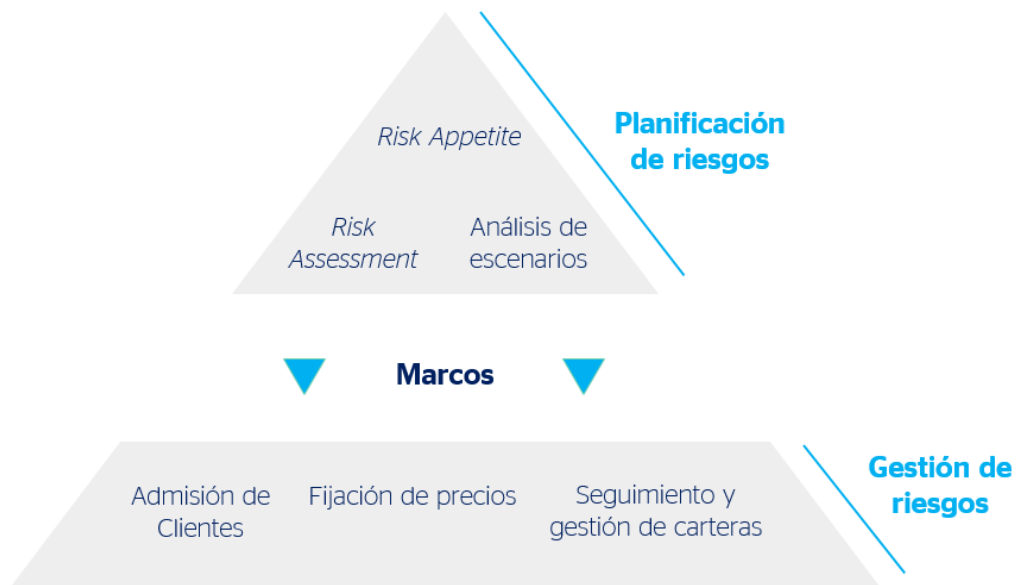 Risk Appetite
Planificación
de riesgos
Risk
Assessment
Análisis de
escenarios
Marcos
Admisión de
Clientes
Fijación de precios
Seguimiento y
gestión de carteras
Gestión de
riesgos